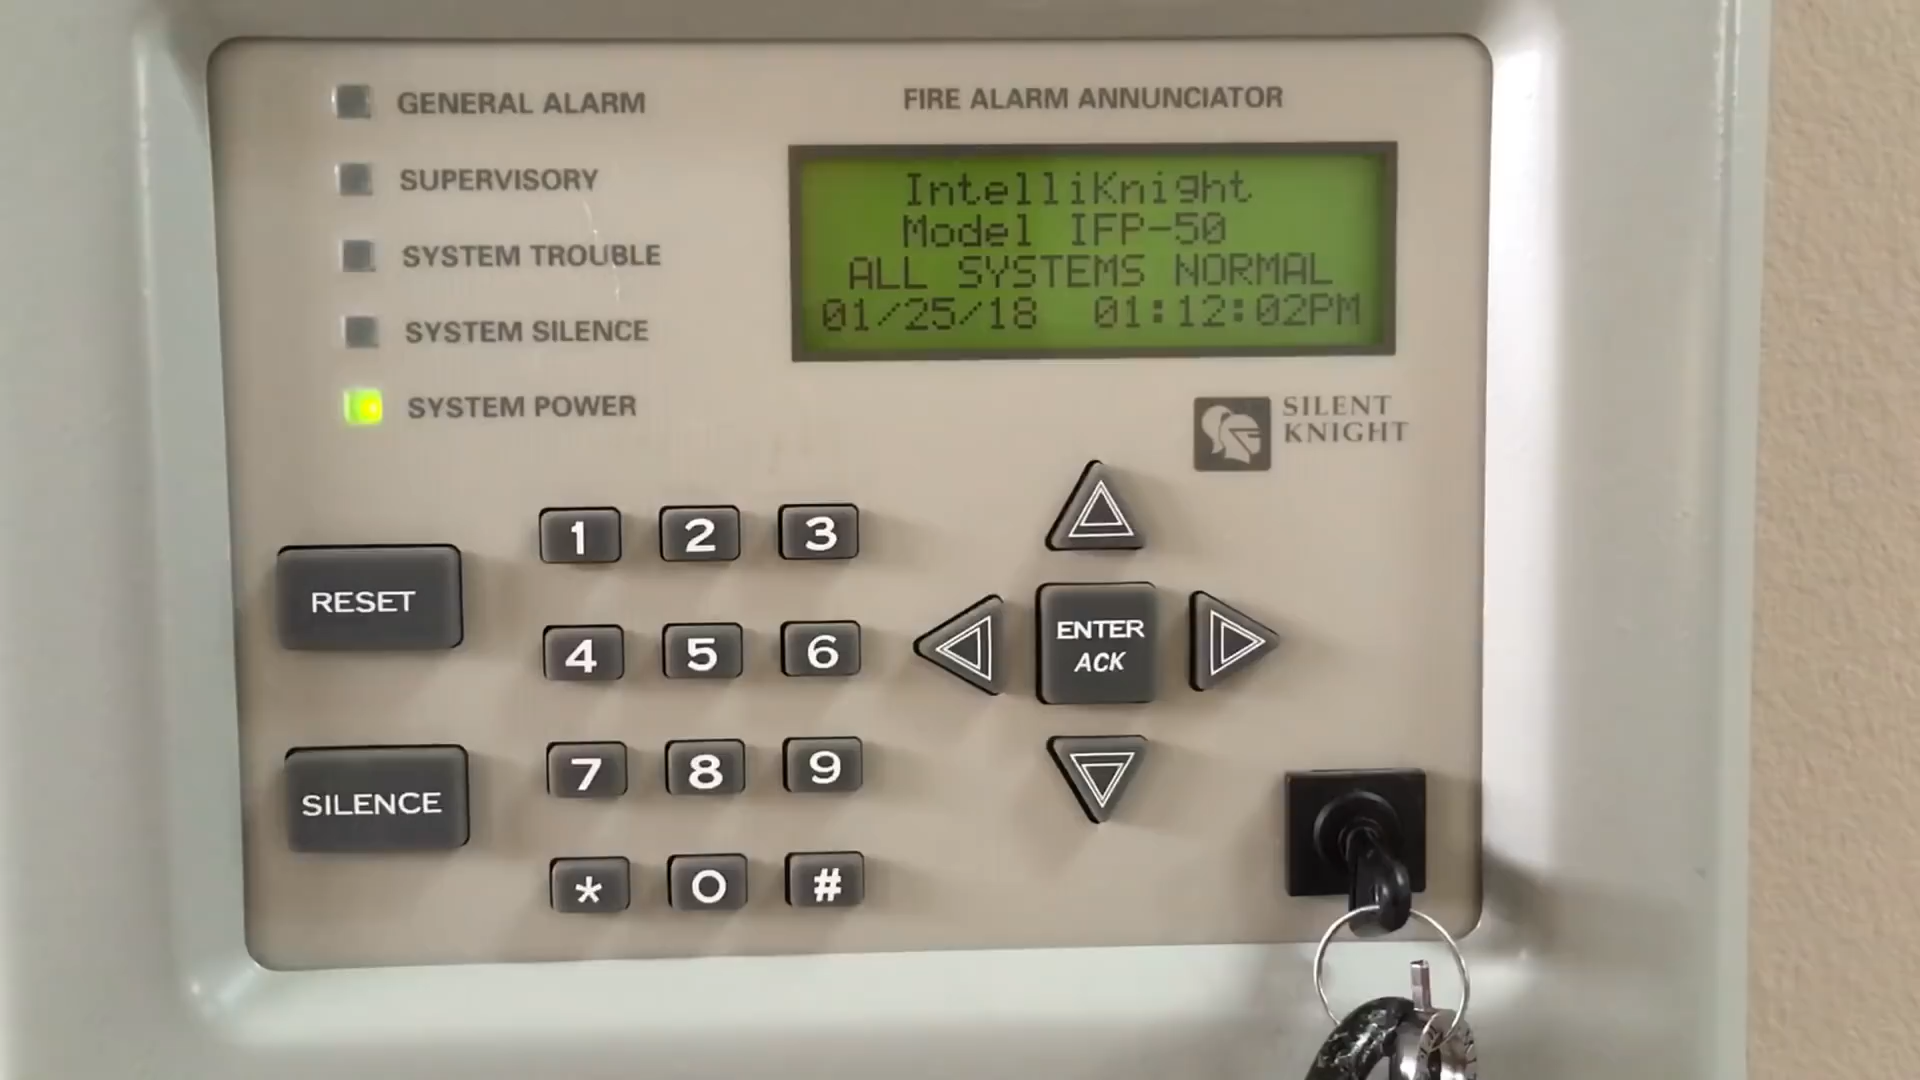 GENERAL ALARM
SUPERVISORY
SYSTEM TROUBLE
SYSTEM SILENCE
SYSTEM POWER
FIRE ALARM ANNUNCIATOR
IntelliKnight
Model IFP-50
ALL SYSTEMS NORMAL
01/25/18 01:12:02PM
SILENT
KNIGHT
RESET
SILENCE
1 2 3
4 5 6
7 8 9
* 0 #
ENTER
ACK